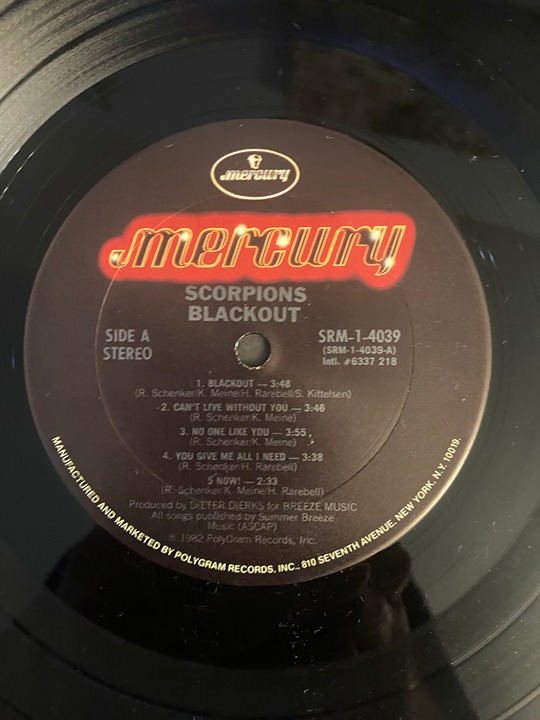 mercury
mercury
SCORPIONS
BLACKOUT
SIDE A
STEREO
SRM-1-4039
(SRM-1-4039-A)
Intl. #6337 218
1. BLACKOUT — 3:48
(R. Schenker/K. Meine/H. Rarebell/S. Kittelsen)
2. CAN'T LIVE WITHOUT YOU — 3:46
(R. Schenker/K. Meine)
3. NO ONE LIKE YOU — 3:55
(R. Schenker/K. Meine)
4. YOU GIVE ME ALL I NEED — 3:38
(R. Schenker/H. Rarebell)
5 NOW! — 2:33
(R. Schenker/K. Meine/H. Rarebell)
Produced by DIETER DIERKS for BREEZE MUSIC
All songs published by Summer Breeze
Music (ASCAP)
℗ 1982 PolyGram Records, Inc.
MANUFACTURED AND MARKETED BY POLYGRAM RECORDS, INC., 810 SEVENTH AVENUE, NEW YORK, N.Y. 10019.